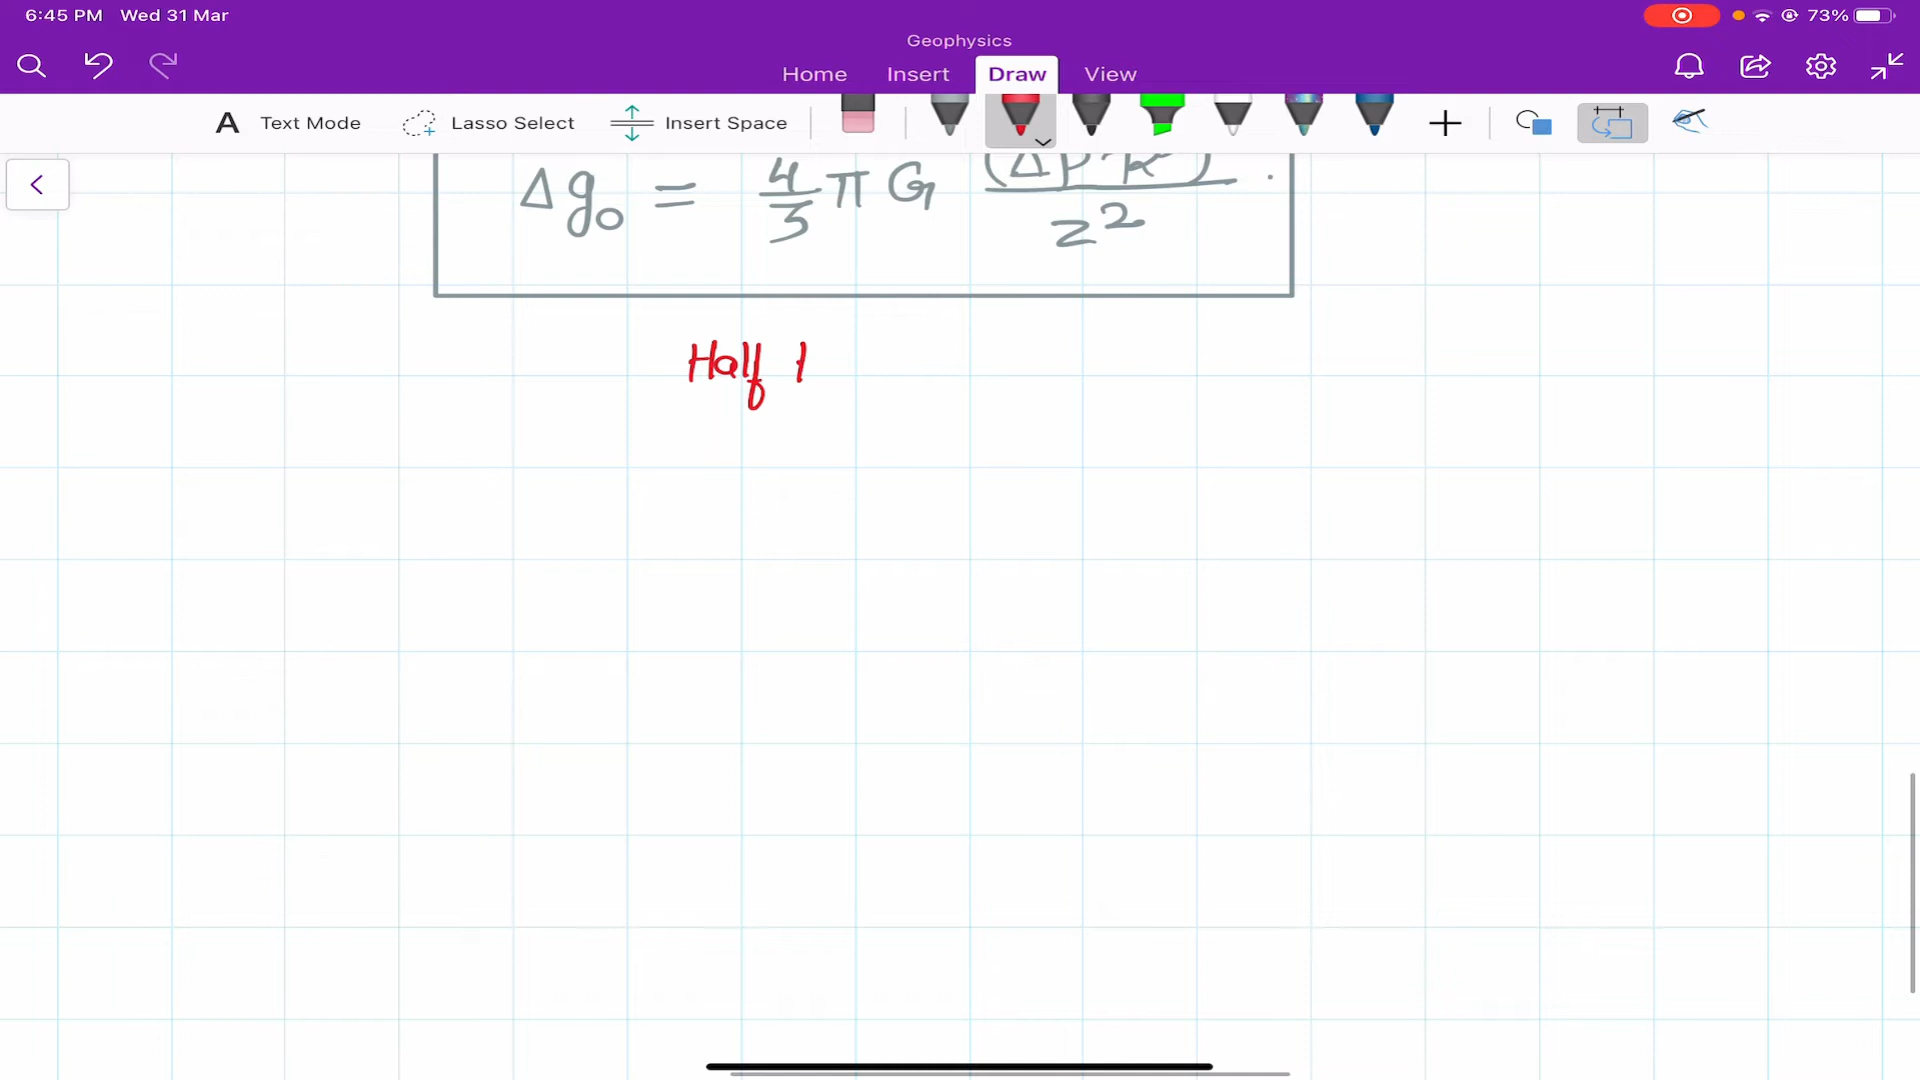 6:45 PM Wed 31 Mar 73%
Geophysics
Home Insert Draw View
A Text Mode Lasso Select Insert Space
Δg₀ = 4/3 π G (Δρ R ) / z² .
Half